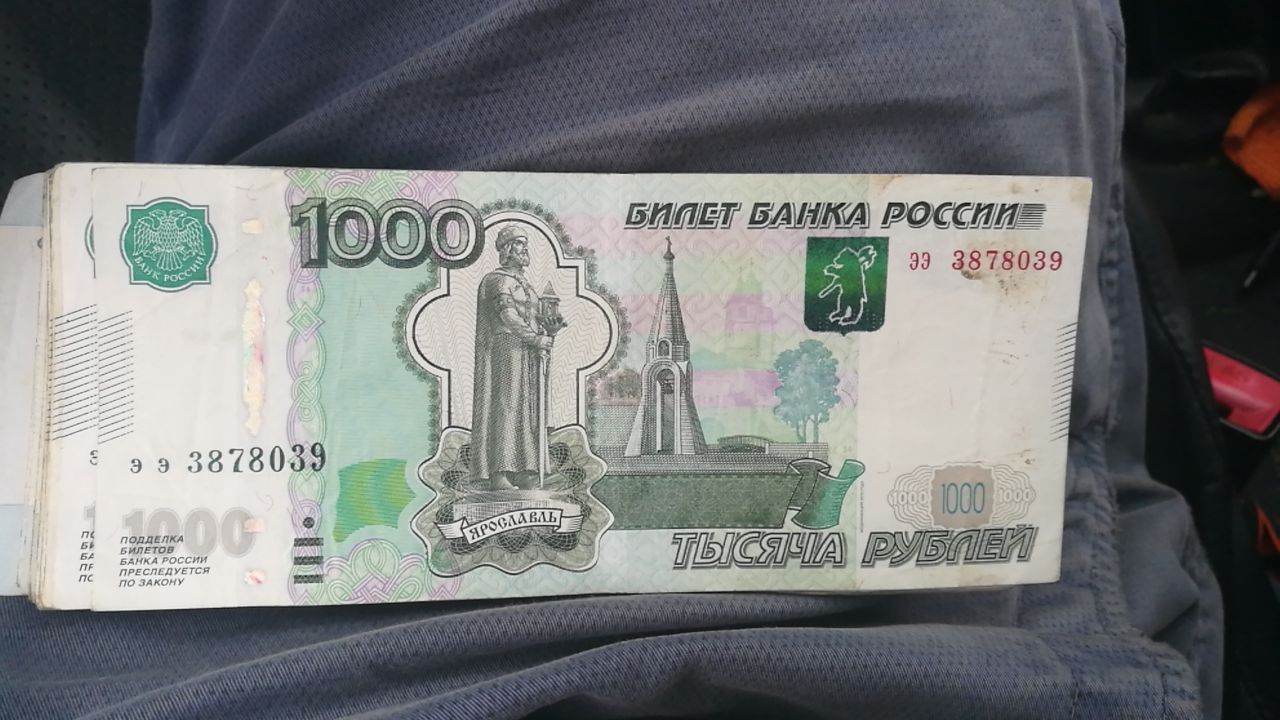 БАНК РОССИИ
1000
БИЛЕТ БАНКА РОССИИ
ээ 3878039
ээ 3878039
ЯРОСЛАВЛЬ
1000 1000 1000
1000
ТЫСЯЧА РУБЛЕЙ
ПОДДЕЛКА
БИЛЕТОВ
БАНКА РОССИИ
ПРЕСЛЕДУЕТСЯ
ПО ЗАКОНУ